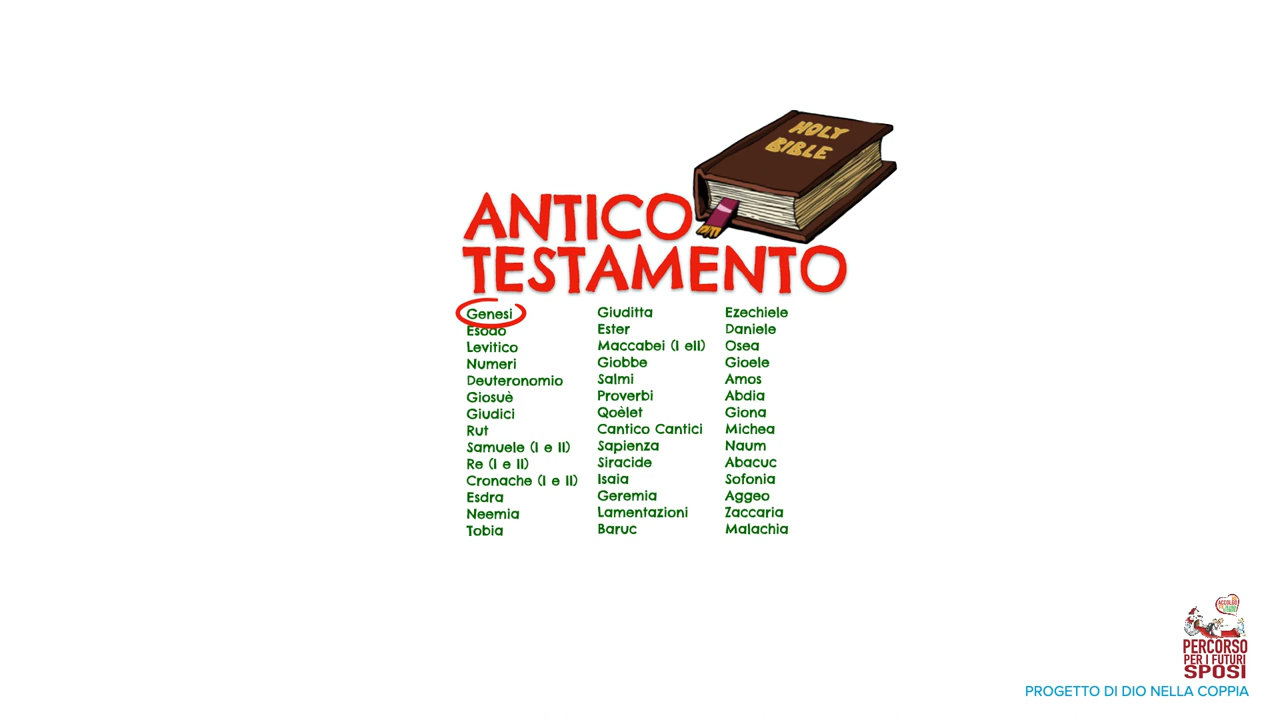 HOLY
BIBLE
ANTICO
TESTAMENTO
Genesi
Esodo
Levitico
Numeri
Deuteronomio
Giosuè
Giudici
Rut
Samuele (I e II)
Re (I e II)
Cronache (I e II)
Esdra
Neemia
Tobia
Giuditta
Ester
Maccabei (I eII)
Giobbe
Salmi
Proverbi
Qoèlet
Cantico Cantici
Sapienza
Siracide
Isaia
Geremia
Lamentazioni
Baruc
Ezechiele
Daniele
Osea
Gioele
Amos
Abdia
Giona
Michea
Naum
Abacuc
Sofonia
Aggeo
Zaccaria
Malachia
ACCOLGO
PERCORSO
PER I FUTURI
SPOSI
PROGETTO DI DIO NELLA COPPIA